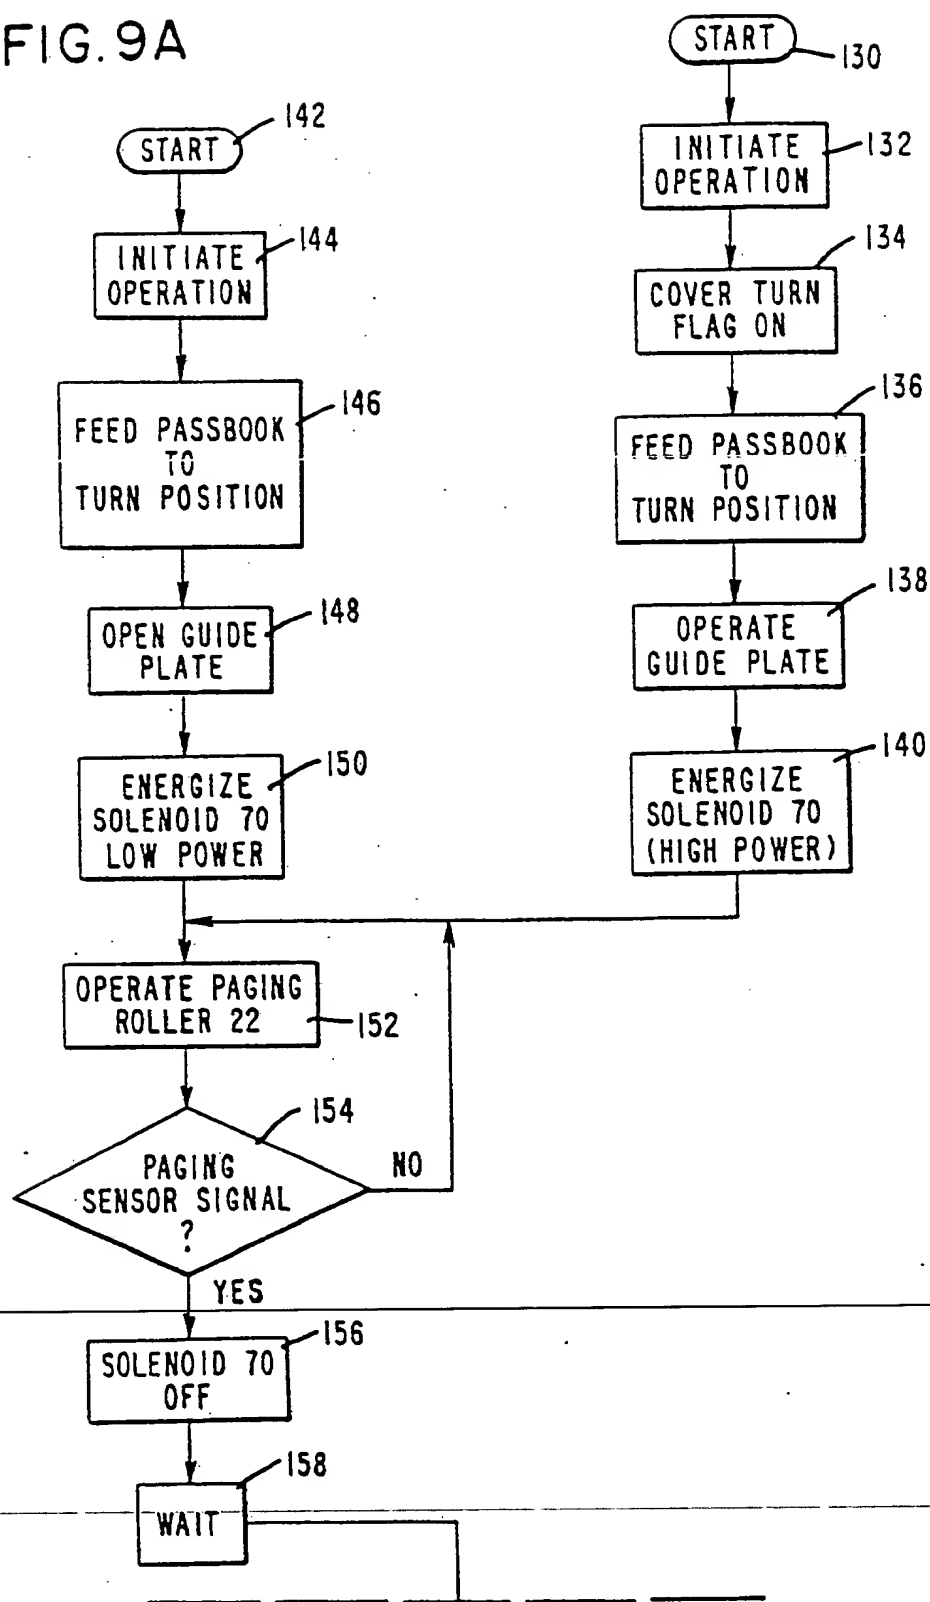 FIG. 9A
START
142
INITIATE
OPERATION
144
FEED PASSBOOK
TO
TURN POSITION
146
OPEN GUIDE
PLATE
148
ENERGIZE
SOLENOID 70
LOW POWER
150
START
130
INITIATE
OPERATION
132
COVER TURN
FLAG ON
134
FEED PASSBOOK
TO
TURN POSITION
136
OPERATE
GUIDE PLATE
138
ENERGIZE
SOLENOID 70
(HIGH POWER)
140
OPERATE PAGING
ROLLER 22
152
PAGING
SENSOR SIGNAL
?
154
NO
YES
SOLENOID 70
OFF
156
WAIT
158